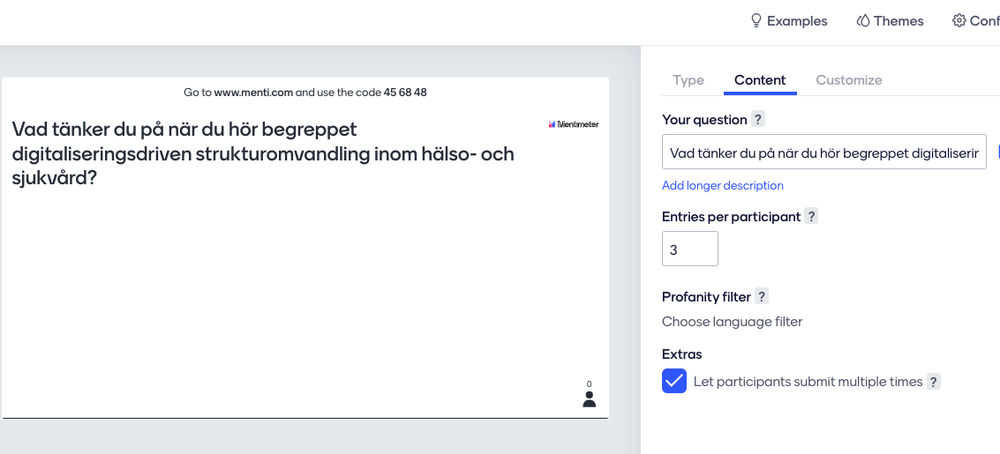 Examples
Themes
Conf
Go to www.menti.com and use the code 45 68 48
Vad tänker du på när du hör begreppet
digitaliseringsdriven strukturomvandling inom hälso- och
sjukvård?
Mentimeter
0
Type
Content
Customize
Your question ?
Vad tänker du på när du hör begreppet digitaliserin
Add longer description
Entries per participant ?
3
Profanity filter ?
Choose language filter
Extras
Let participants submit multiple times ?